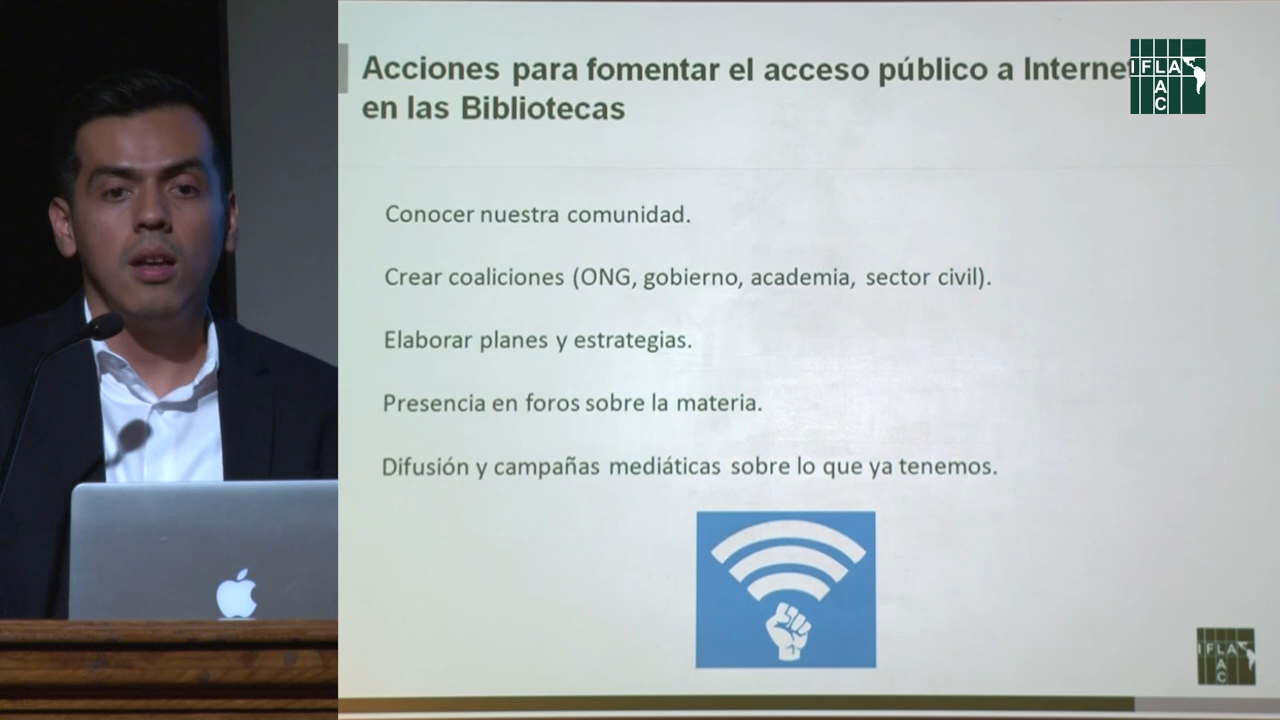 Acciones para fomentar el acceso público a Interne
en las Bibliotecas
IFLA
LAC
Conocer nuestra comunidad.
Crear coaliciones (ONG, gobierno, academia, sector civil).
Elaborar planes y estrategias.
Presencia en foros sobre la materia.
Difusión y campañas mediáticas sobre lo que ya tenemos.
IFLA
LAC